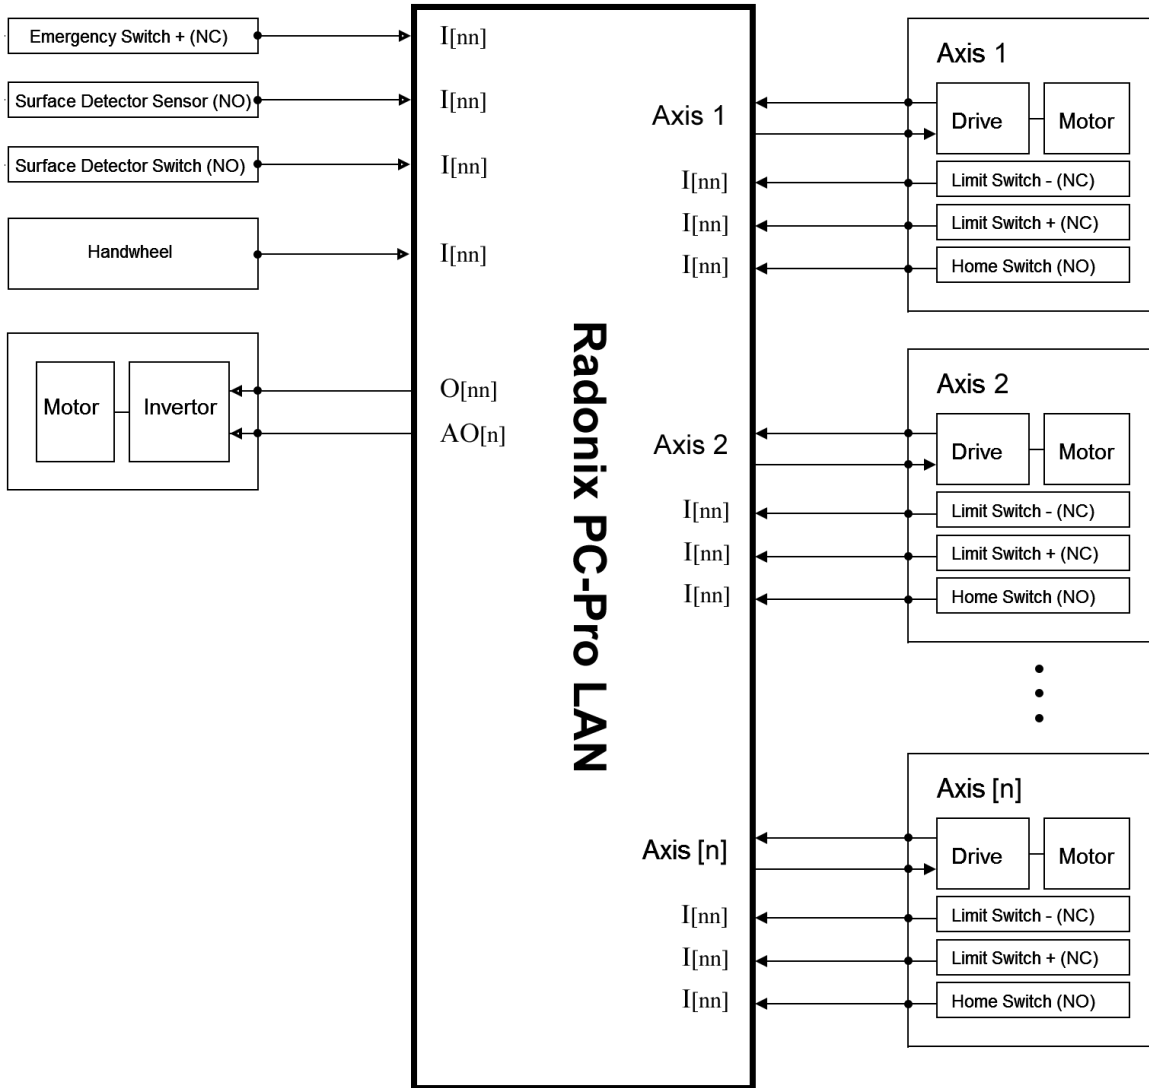 Emergency Switch + (NC)
I[nn]
Surface Detector Sensor (NO)
I[nn]
Surface Detector Switch (NO)
I[nn]
Handwheel
I[nn]
Motor
Invertor
O[nn]
AO[n]
Radonix PC-Pro LAN
Axis 1
I[nn]
I[nn]
I[nn]
Axis 1
Drive
Motor
Limit Switch - (NC)
Limit Switch + (NC)
Home Switch (NO)
Axis 2
I[nn]
I[nn]
I[nn]
Axis 2
Drive
Motor
Limit Switch - (NC)
Limit Switch + (NC)
Home Switch (NO)
Axis [n]
I[nn]
I[nn]
I[nn]
Axis [n]
Drive
Motor
Limit Switch - (NC)
Limit Switch + (NC)
Home Switch (NO)